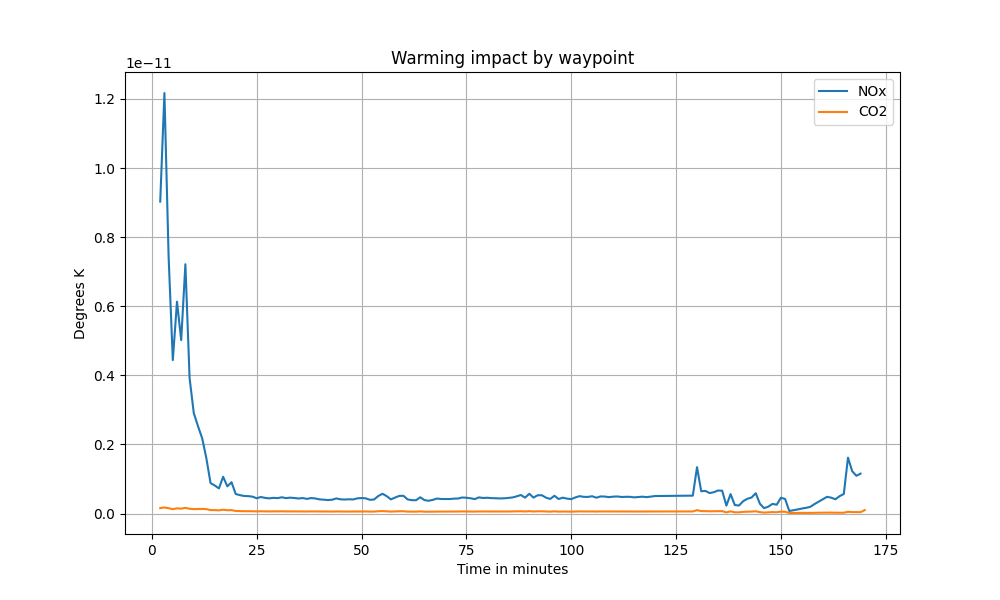 Warming impact by waypoint
1e−11
1.2
1.0
0.8
0.6
0.4
0.2
0.0
Degrees K
NOx
CO2
0 25 50 75 100 125 150 175
Time in minutes